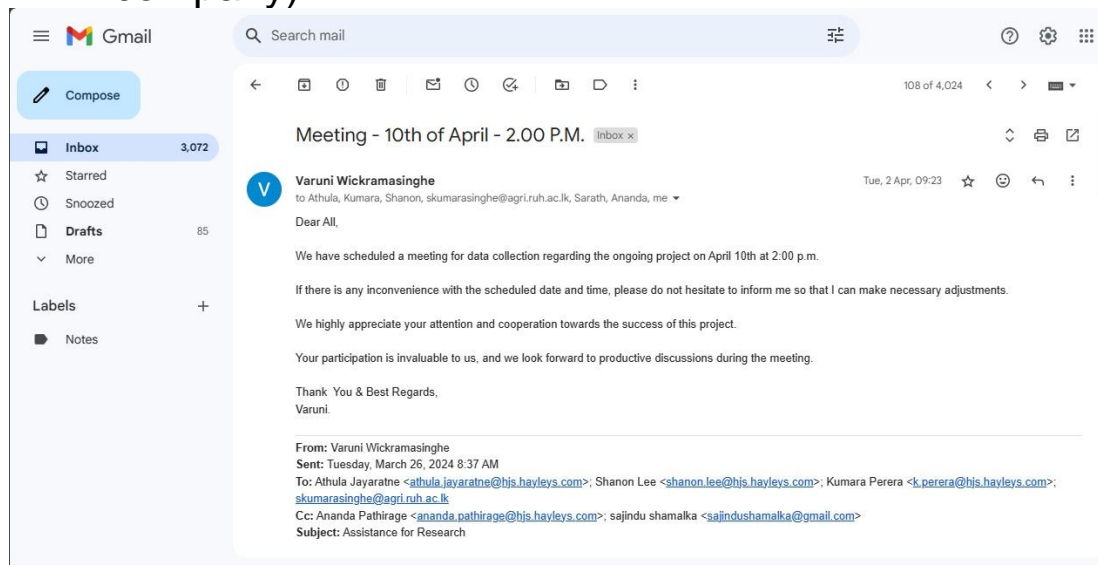 company)
Gmail
Search mail
Compose
108 of 4,024
Meeting - 10th of April - 2.00 P.M. Inbox x
Inbox 3,072
Starred
Snoozed
Drafts 85
More
Labels +
Notes
V
Varuni Wickramasinghe Tue, 2 Apr, 09:23
to Athula, Kumara, Shanon, skumarasinghe@agri.ruh.ac.lk, Sarath, Ananda, me
Dear All,
We have scheduled a meeting for data collection regarding the ongoing project on April 10th at 2:00 p.m.
If there is any inconvenience with the scheduled date and time, please do not hesitate to inform me so that I can make necessary adjustments.
We highly appreciate your attention and cooperation towards the success of this project.
Your participation is invaluable to us, and we look forward to productive discussions during the meeting.
Thank You & Best Regards,
Varuni.
From: Varuni Wickramasinghe
Sent: Tuesday, March 26, 2024 8:37 AM
To: Athula Jayaratne <athula.jayaratne@hjs.hayleys.com>; Shanon Lee <shanon.lee@hjs.hayleys.com>; Kumara Perera <k.perera@hjs.hayleys.com>;
skumarasinghe@agri.ruh.ac.lk
Cc: Ananda Pathirage <ananda.pathirage@hjs.hayleys.com>; sajindu shamalka <sajindushamalka@gmail.com>
Subject: Assistance for Research